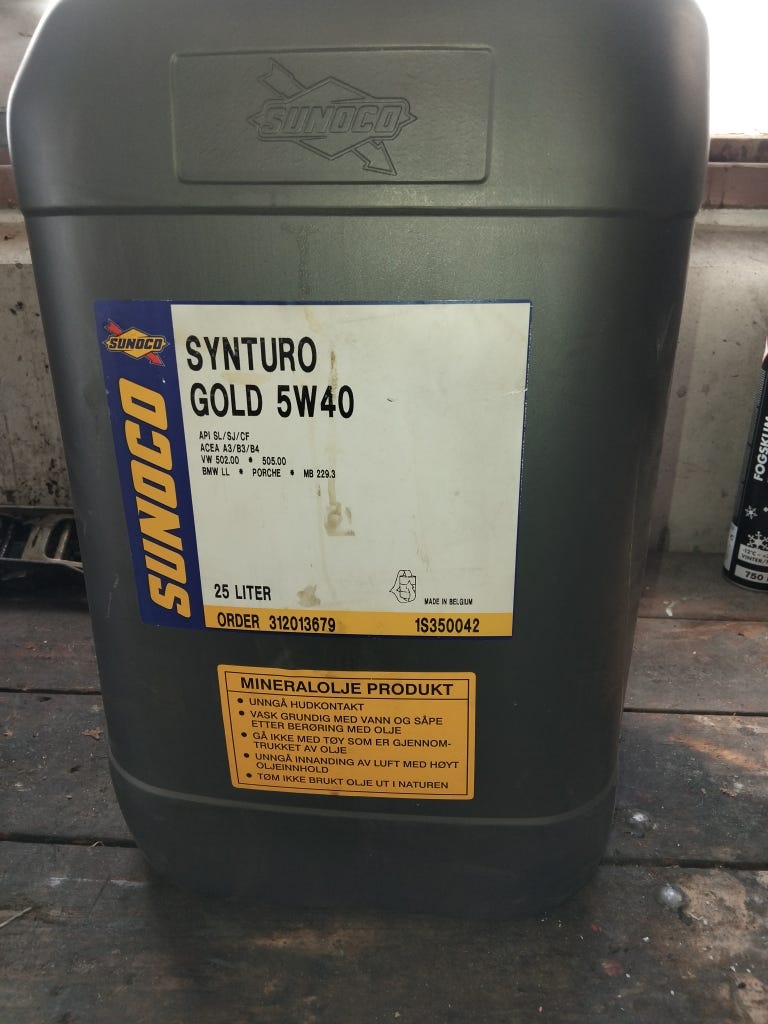 SUNOCO
SUNOCO
SUNOCO
SYNTURO
GOLD 5W40
API SL/SJ/CF
ACEA A3/B3/B4
VW 502.00 * 505.00
BMW LL * PORCHE * MB 229.3
25 LITER
MADE IN BELGIUM
ORDER 312013679 1S350042
MINERALOLJE PRODUKT
• UNNGÅ HUDKONTAKT
• VASK GRUNDIG MED VANN OG SÅPE
ETTER BERØRING MED OLJE
• GÅ IKKE MED TØY SOM ER GJENNOM-
TRUKKET AV OLJE
• UNNGÅ INNANDING AV LUFT MED HØYT
OLJEINNHOLD
• TØM IKKE BRUKT OLJE UT I NATUREN
FOGSKUM
750